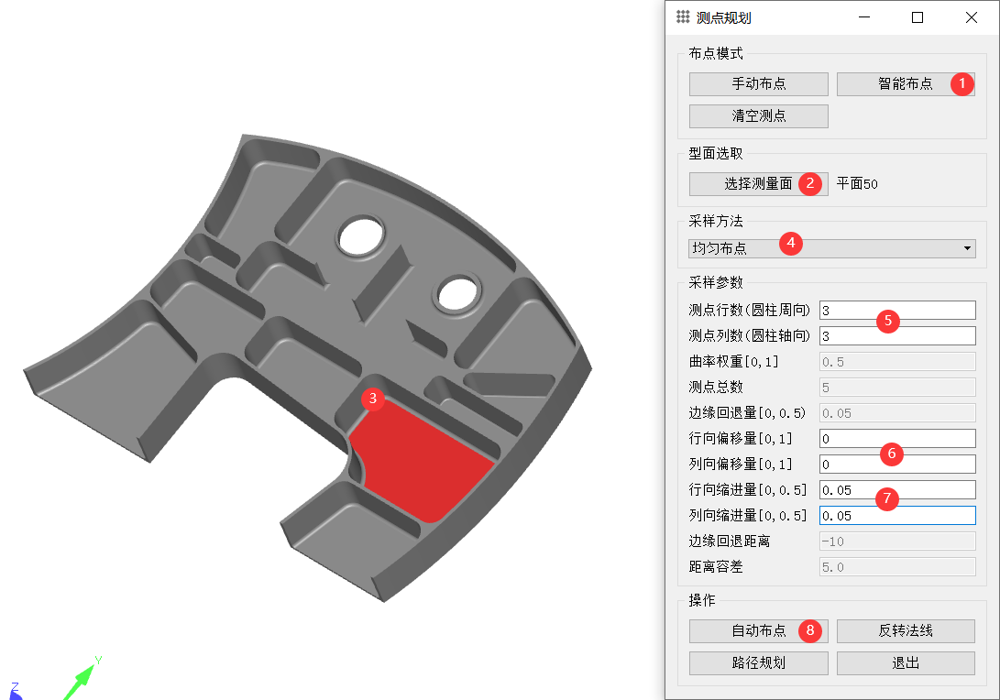 测点规划
布点模式
手动布点 智能布点 1
清空测点
型面选取
选择测量面 2 平面50
采样方法
均匀布点 4
采样参数
测点行数(圆柱周向) 3
5
测点列数(圆柱轴向) 3
曲率权重[0,1] 0.5
测点总数 5
边缘回退量[0,0.5) 0.05
行向偏移量[0,1] 0
6
列向偏移量[0,1] 0
行向缩进量[0,0.5] 0.05
7
列向缩进量[0,0.5] 0.05
边缘回退距离 -10
距离容差 5.0
操作
自动布点 8 反转法线
路径规划 退出
3
Y
Z